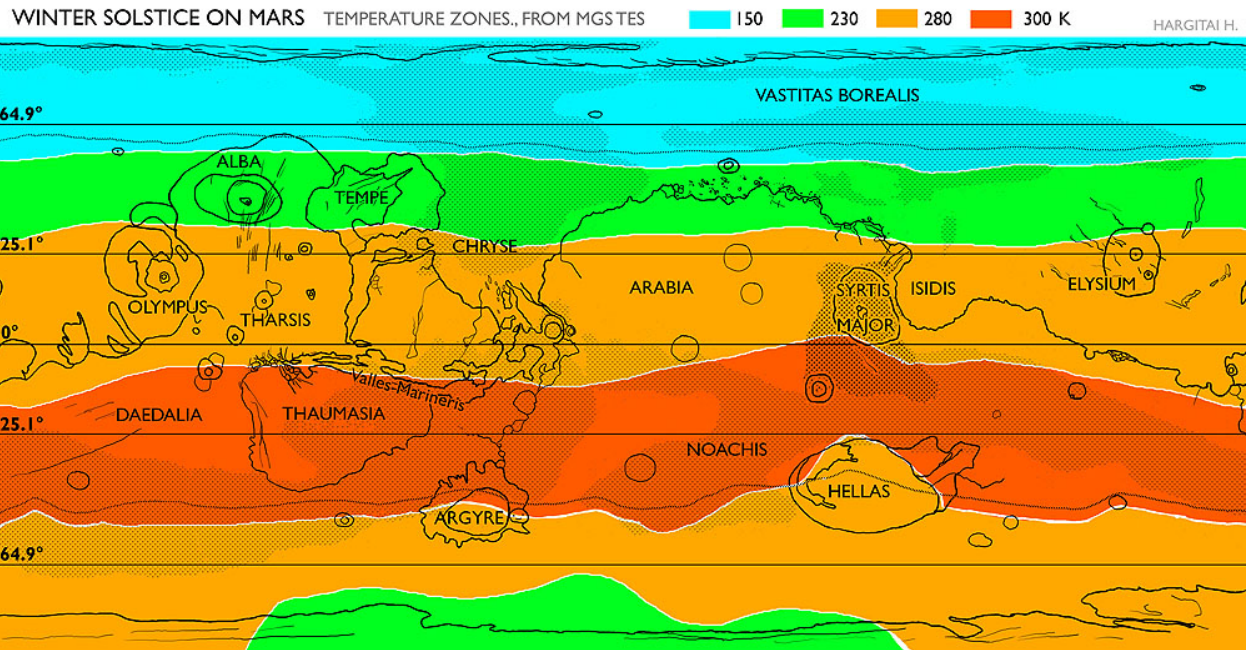 WINTER SOLSTICE ON MARS TEMPERATURE ZONES., FROM MGS TES 150 230 280 300 K
HARGITAI H.
VASTITAS BOREALIS
64.9°
ALBA
TEMPE
25.1°
CHRYSE
ARABIA
SYRTIS
MAJOR
ISIDIS
ELYSIUM
OLYMPUS
THARSIS
0°
Valles-Marineris
DAEDALIA
THAUMASIA
25.1°
NOACHIS
HELLAS
ARGYRE
64.9°